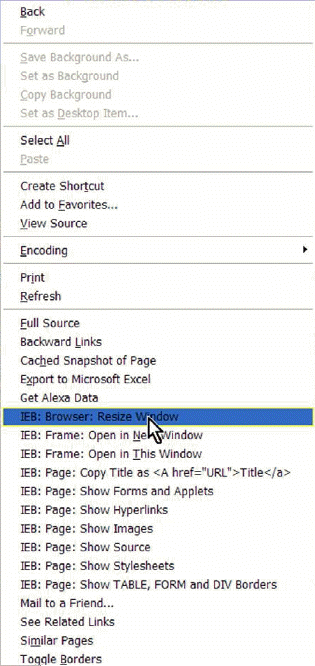 Back
Forward
Save Background As...
Set as Background
Copy Background
Set as Desktop Item...
Select All
Paste
Create Shortcut
Add to Favorites...
View Source
Encoding
Print
Refresh
Full Source
Backward Links
Cached Snapshot of Page
Export to Microsoft Excel
Get Alexa Data
IEB: Browser: Resize Window
IEB: Frame: Open in New Window
IEB: Frame: Open in This Window
IEB: Page: Copy Title as <A href="URL">Title</a>
IEB: Page: Show Forms and Applets
IEB: Page: Show Hyperlinks
IEB: Page: Show Images
IEB: Page: Show Source
IEB: Page: Show Stylesheets
IEB: Page: Show TABLE, FORM and DIV Borders
Mail to a Friend...
See Related Links
Similar Pages
Toggle Borders